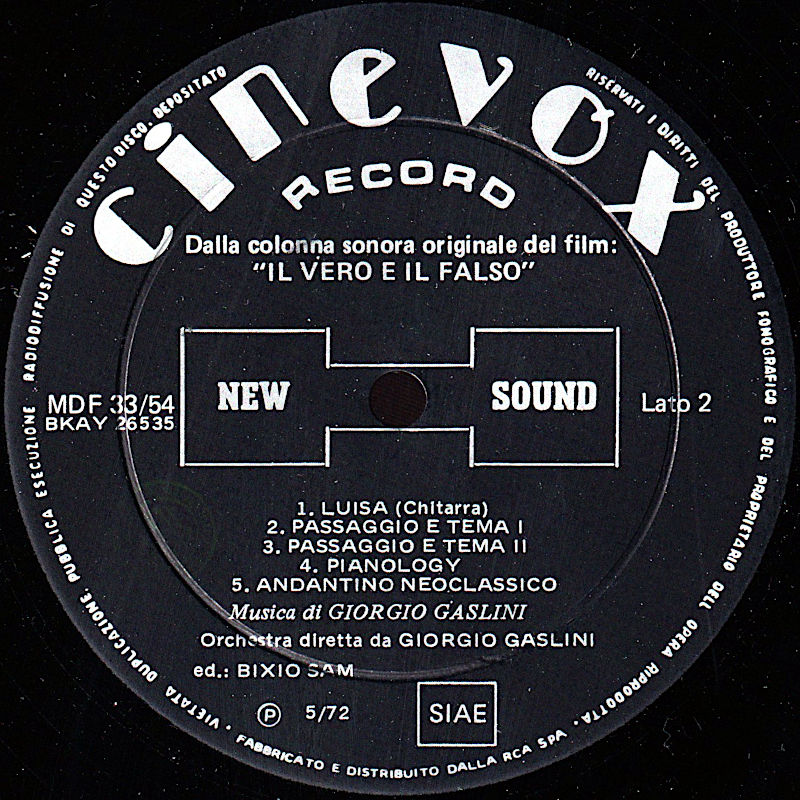 cinevox
RECORD
Dalla colonna sonora originale del film:
"IL VERO E IL FALSO"
NEW SOUND
MDF 33/54
BKAY 26535
Lato 2
1. LUISA (Chitarra)
2. PASSAGGIO E TEMA I
3. PASSAGGIO E TEMA II
4. PIANOLOGY
5. ANDANTINO NEOCLASSICO
Musica di GIORGIO GASLINI
Orchestra diretta da GIORGIO GASLINI
ed.: BIXIO SAM
Ⓟ 5/72
SIAE
RISERVATI I DIRITTI DEL PRODUTTORE FONOGRAFICO E DEL PROPRIETARIO DELL OPERA RIPRODOTTA · VIETATA DUPLICAZIONE, PUBBLICA ESECUZIONE RADIODIFFUSIONE DI QUESTO DISCO. DEPOSITATO
FABBRICATO E DISTRIBUITO DALLA RCA SPA